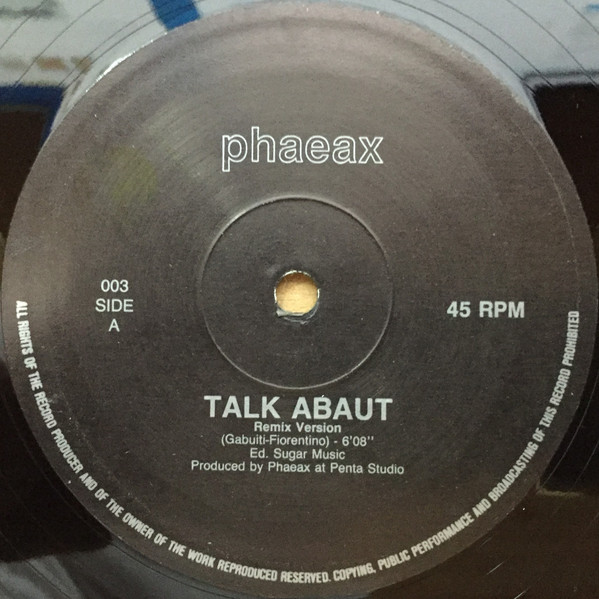 phaeax
003
SIDE
A
45 RPM
TALK ABAUT
Remix Version
(Gabuiti-Fiorentino) - 6'08''
Ed. Sugar Music
Produced by Phaeax at Penta Studio
ALL RIGHTS OF THE RECORD PRODUCER AND OF THE OWNER OF THE WORK REPRODUCED RESERVED. COPYING, PUBLIC PERFORMANCE AND BROADCASTING OF THIS RECORD PROHIBITED